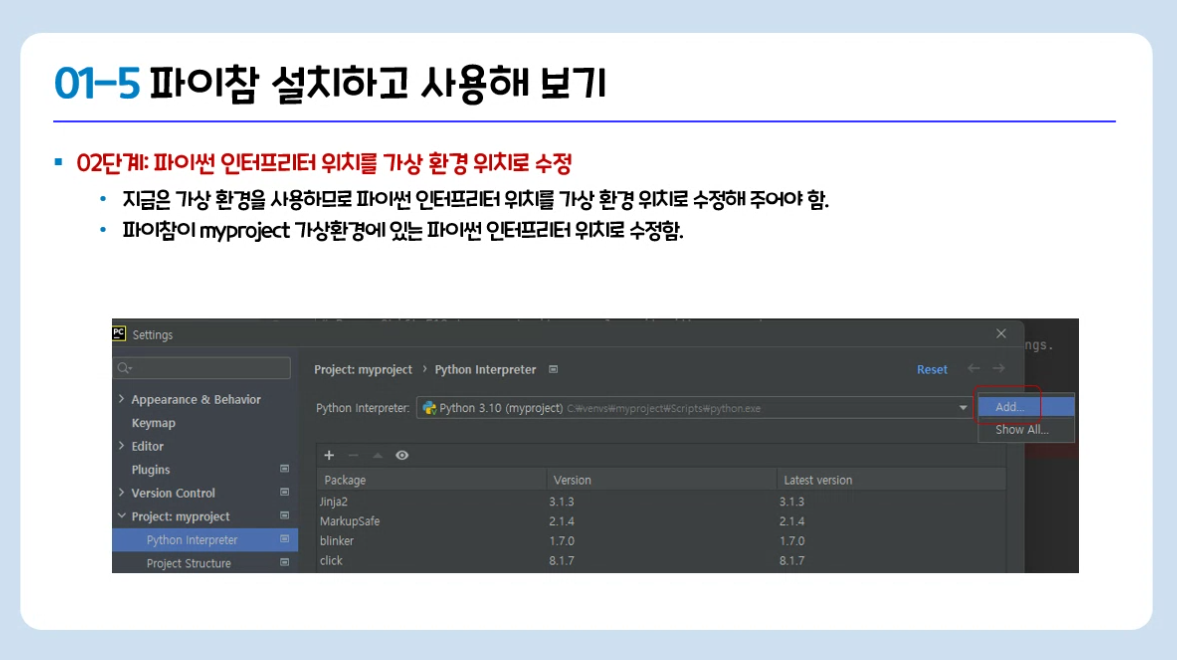 01-5 파이참 설치하고 사용해 보기
02단계: 파이썬 인터프리터 위치를 가상 환경 위치로 수정
지금은 가상 환경을 사용하므로 파이썬 인터프리터 위치를 가상 환경 위치로 수정해 주어야 함.
파이참이 myproject 가상환경에 있는 파이썬 인터프리터 위치로 수정함.
PC Settings
ngs.
Project: myproject › Python Interpreter
Reset
Appearance & Behavior
Python Interpreter: Python 3.10 (myproject) C:₩venvs₩myproject₩Scripts₩python.exe
Add...
Keymap
Show All...
Editor
Plugins
Package Version Latest version
Version Control
Jinja2 3.1.3 3.1.3
Project: myproject
MarkupSafe 2.1.4 2.1.4
Python Interpreter
blinker 1.7.0 1.7.0
Project Structure
click 8.1.7 8.1.7